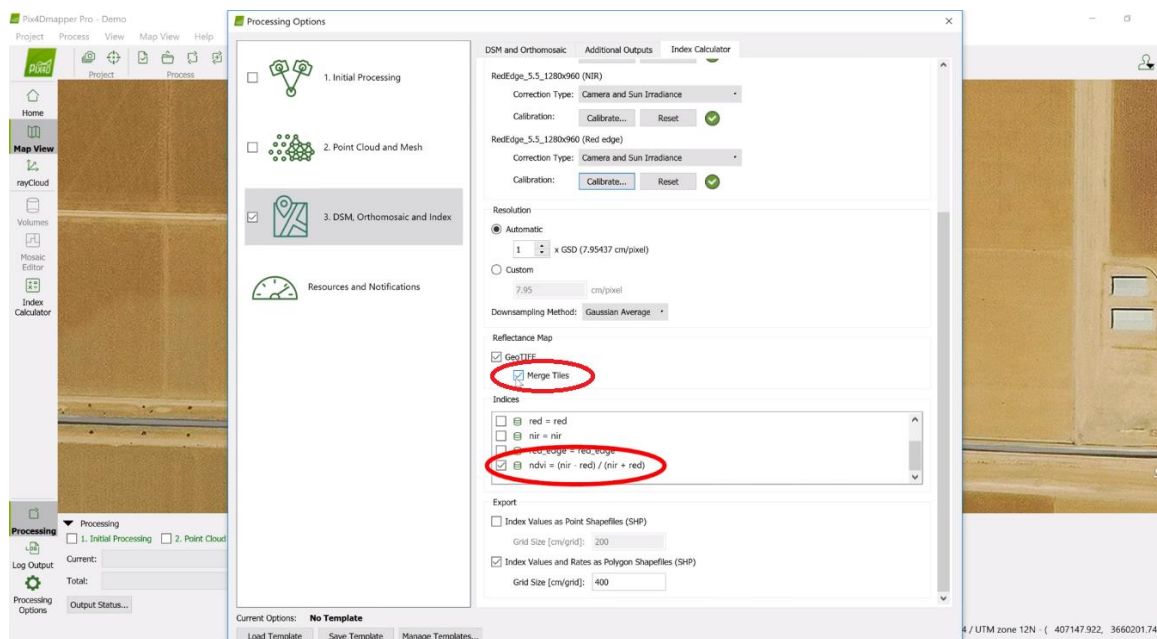 Pix4Dmapper Pro - Demo
Project Process View Map View Help
PIX4D
Project
Process
Home
Map View
rayCloud
Volumes
Mosaic
Editor
Index
Calculator
Processing
Log Output
Processing
Options
Processing
1. Initial Processing 2. Point Cloud
Current:
Total:
Output Status...
Processing Options
1. Initial Processing
2. Point Cloud and Mesh
3. DSM, Orthomosaic and Index
Resources and Notifications
DSM and Orthomosaic Additional Outputs Index Calculator
RedEdge_5.5_1280x960 (NIR)
Correction Type: Camera and Sun Irradiance
Calibration: Calibrate... Reset
RedEdge_5.5_1280x960 (Red edge)
Correction Type: Camera and Sun Irradiance
Calibration: Calibrate... Reset
Resolution
Automatic
1 x GSD (7.95437 cm/pixel)
Custom
7.95 cm/pixel
Downsampling Method: Gaussian Average
Reflectance Map
GeoTIFF
Merge Tiles
Indices
red = red
nir = nir
red_edge = red_edge
ndvi = (nir - red) / (nir + red)
Export
Index Values as Point Shapefiles (SHP)
Grid Size [cm/grid]: 200
Index Values and Rates as Polygon Shapefiles (SHP)
Grid Size [cm/grid]: 400
Current Options: No Template
Load Template Save Template Manage Templates...
4 / UTM zone 12N - ( 407147.922, 3660201.74